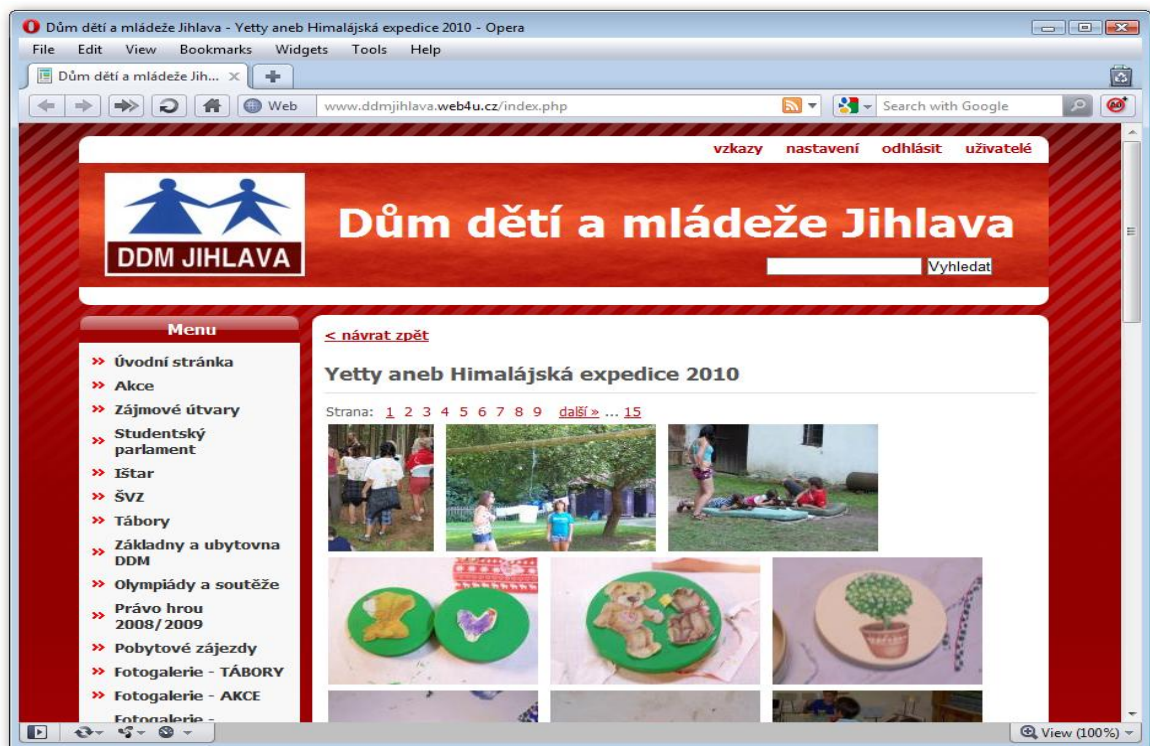 Dům dětí a mládeže Jihlava - Yetty aneb Himalájská expedice 2010 - Opera
File Edit View Bookmarks Widgets Tools Help
Dům dětí a mládeže Jih...
Web www.ddmjihlava.web4u.cz/index.php Search with Google
vzkazy nastavení odhlásit uživatelé
DDM JIHLAVA
Dům dětí a mládeže Jihlava
Vyhledat
Menu
Úvodní stránka
Akce
Zájmové útvary
Studentský
parlament
Ištar
ŠVZ
Tábory
Základny a ubytovna
DDM
Olympiády a soutěže
Právo hrou
2008/2009
Pobytové zájezdy
Fotogalerie - TÁBORY
Fotogalerie - AKCE
Fotogalerie -
< návrat zpět
Yetty aneb Himalájská expedice 2010
Strana: 1 2 3 4 5 6 7 8 9 další » ... 15
View (100%)